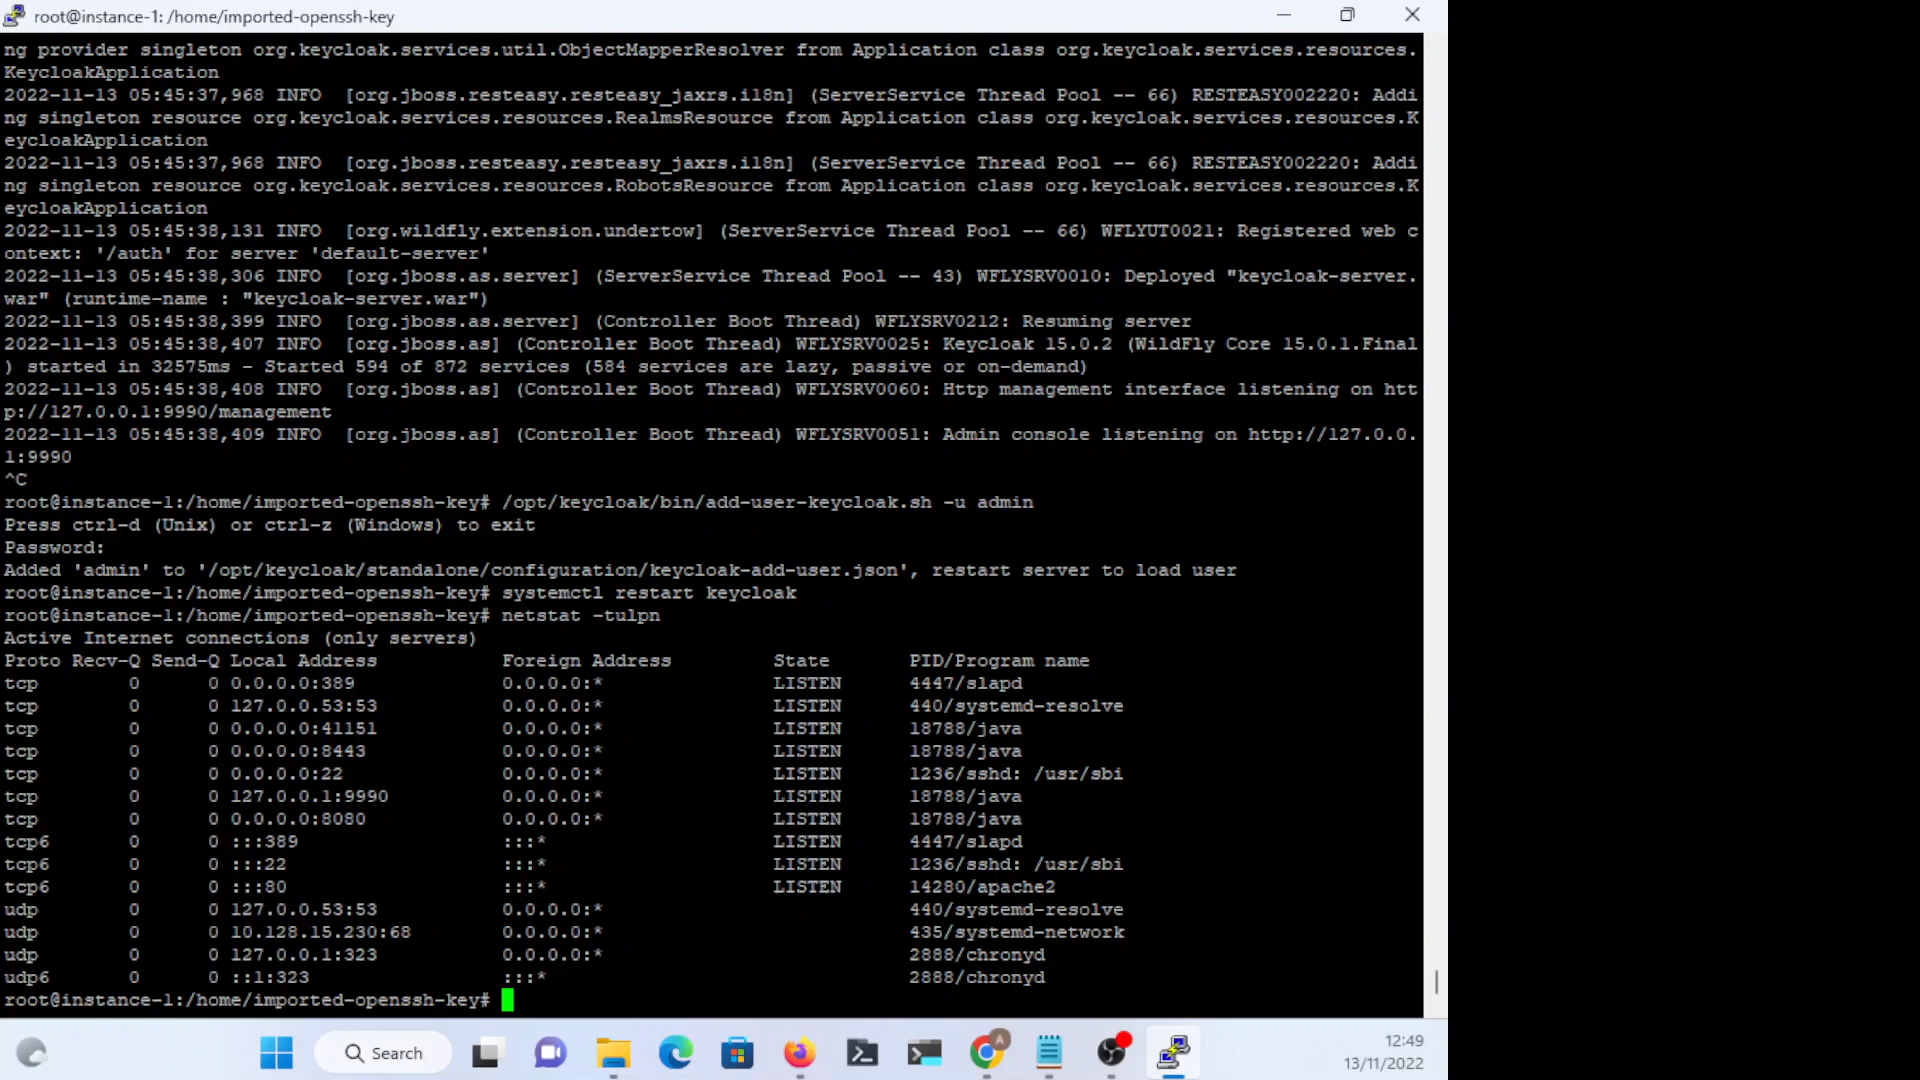 root@instance-1: /home/imported-openssh-key
ng provider singleton org.keycloak.services.util.ObjectMapperResolver from Application class org.keycloak.services.resources.
KeycloakApplication
2022-11-13 05:45:37,968 INFO  [org.jboss.resteasy.resteasy_jaxrs.i18n] (ServerService Thread Pool -- 66) RESTEASY002220: Addi
ng singleton resource org.keycloak.services.resources.RealmsResource from Application class org.keycloak.services.resources.K
eycloakApplication
2022-11-13 05:45:37,968 INFO  [org.jboss.resteasy.resteasy_jaxrs.i18n] (ServerService Thread Pool -- 66) RESTEASY002220: Addi
ng singleton resource org.keycloak.services.resources.RobotsResource from Application class org.keycloak.services.resources.K
eycloakApplication
2022-11-13 05:45:38,131 INFO  [org.wildfly.extension.undertow] (ServerService Thread Pool -- 66) WFLYUT0021: Registered web c
ontext: '/auth' for server 'default-server'
2022-11-13 05:45:38,306 INFO  [org.jboss.as.server] (ServerService Thread Pool -- 43) WFLYSRV0010: Deployed "keycloak-server.
war" (runtime-name : "keycloak-server.war")
2022-11-13 05:45:38,399 INFO  [org.jboss.as.server] (Controller Boot Thread) WFLYSRV0212: Resuming server
2022-11-13 05:45:38,407 INFO  [org.jboss.as] (Controller Boot Thread) WFLYSRV0025: Keycloak 15.0.2 (WildFly Core 15.0.1.Final
) started in 32575ms - Started 594 of 872 services (584 services are lazy, passive or on-demand)
2022-11-13 05:45:38,408 INFO  [org.jboss.as] (Controller Boot Thread) WFLYSRV0060: Http management interface listening on htt
p://127.0.0.1:9990/management
2022-11-13 05:45:38,409 INFO  [org.jboss.as] (Controller Boot Thread) WFLYSRV0051: Admin console listening on http://127.0.0.
1:9990
^C
root@instance-1:/home/imported-openssh-key# /opt/keycloak/bin/add-user-keycloak.sh -u admin
Press ctrl-d (Unix) or ctrl-z (Windows) to exit
Password:
Added 'admin' to '/opt/keycloak/standalone/configuration/keycloak-add-user.json', restart server to load user
root@instance-1:/home/imported-openssh-key# systemctl restart keycloak
root@instance-1:/home/imported-openssh-key# netstat -tulpn
Active Internet connections (only servers)
Proto Recv-Q Send-Q Local Address           Foreign Address         State       PID/Program name
tcp        0      0 0.0.0.0:389             0.0.0.0:*               LISTEN      4447/slapd
tcp        0      0 127.0.0.53:53           0.0.0.0:*               LISTEN      440/systemd-resolve
tcp        0      0 0.0.0.0:41151           0.0.0.0:*               LISTEN      18788/java
tcp        0      0 0.0.0.0:8443            0.0.0.0:*               LISTEN      18788/java
tcp        0      0 0.0.0.0:22              0.0.0.0:*               LISTEN      1236/sshd: /usr/sbi
tcp        0      0 127.0.0.1:9990          0.0.0.0:*               LISTEN      18788/java
tcp        0      0 0.0.0.0:8080            0.0.0.0:*               LISTEN      18788/java
tcp6       0      0 :::389                  :::*                    LISTEN      4447/slapd
tcp6       0      0 :::22                   :::*                    LISTEN      1236/sshd: /usr/sbi
tcp6       0      0 :::80                   :::*                    LISTEN      14280/apache2
udp        0      0 127.0.0.53:53           0.0.0.0:*                           440/systemd-resolve
udp        0      0 10.128.15.230:68        0.0.0.0:*                           435/systemd-network
udp        0      0 127.0.0.1:323           0.0.0.0:*                           2888/chronyd
udp6       0      0 ::1:323                 :::*                                2888/chronyd
root@instance-1:/home/imported-openssh-key#
Search
A
12:49
13/11/2022